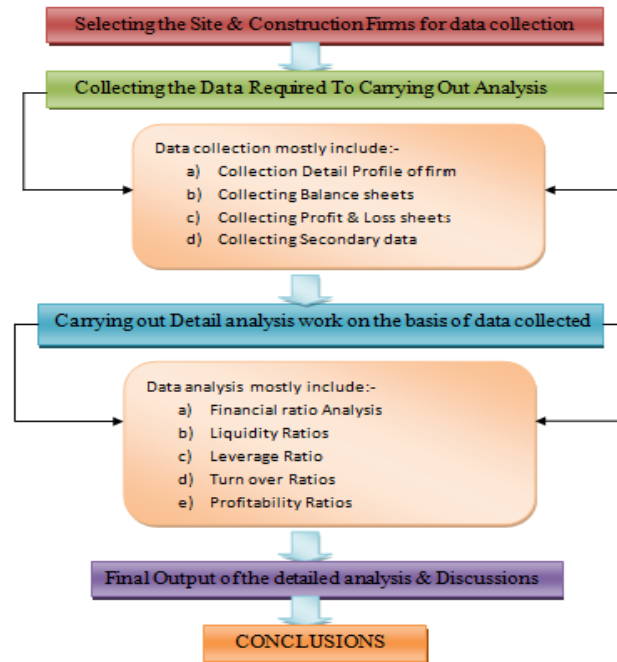 Selecting the Site & Construction Firms for data collection
Collecting the Data Required To Carrying Out Analysis
Data collection mostly include:-
a) Collection Detail Profile of firm
b) Collecting Balance sheets
c) Collecting Profit & Loss sheets
d) Collecting Secondary data
Carrying out Detail analysis work on the basis of data collected
Data analysis mostly include:-
a) Financial ratio Analysis
b) Liquidity Ratios
c) Leverage Ratio
d) Turn over Ratios
e) Profitability Ratios
Final Output of the detailed analysis & Discussions
CONCLUSIONS